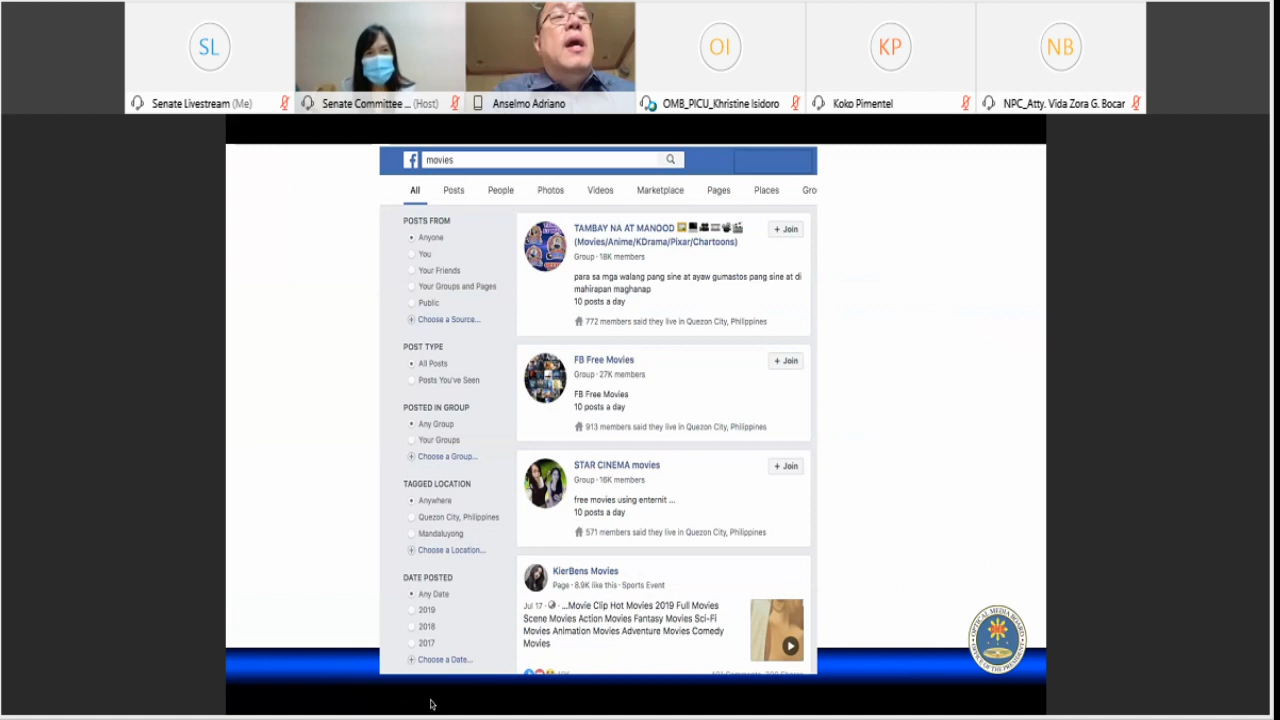 SL
OI
KP
NB
Senate Livestream (Me)
Senate Committee ... (Host)
Anselmo Adriano
OMB_PICU_Khristine Isidoro
Koko Pimentel
NPC_Atty. Vida Zora G. Bocar
movies
All Posts People Photos Videos Marketplace Pages Places Gro
POSTS FROM
Anyone
You
Your Friends
Your Groups and Pages
Public
Choose a Source...
POST TYPE
All Posts
Posts You've Seen
POSTED IN GROUP
Any Group
Your Groups
Choose a Group...
TAGGED LOCATION
Anywhere
Quezon City, Philippines
Mandaluyong
Choose a Location...
DATE POSTED
Any Date
2019
2018
2017
Choose a Date...
TAMBAY NA AT MANOOD
(Movies/Anime/KDrama/Pixar/Chartoons)
+ Join
Group · 18K members
para sa mga walang pang sine at ayaw gumastos pang sine at di
mahirapan maghanap
10 posts a day
772 members said they live in Quezon City, Philippines
FB Free Movies
+ Join
Group · 27K members
FB Free Movies
10 posts a day
913 members said they live in Quezon City, Philippines
STAR CINEMA movies
+ Join
Group · 16K members
free movies using enternit ...
10 posts a day
571 members said they live in Quezon City, Philippines
KierBens Movies
Page · 8.9K like this · Sports Event
Jul 17 · ...Movie Clip Hot Movies 2019 Full Movies
Scene Movies Action Movies Fantasy Movies Sci-Fi
Movies Animation Movies Adventure Movies Comedy
Movies
OPTICAL MEDIA BOARD
OFFICE OF THE PRESIDENT